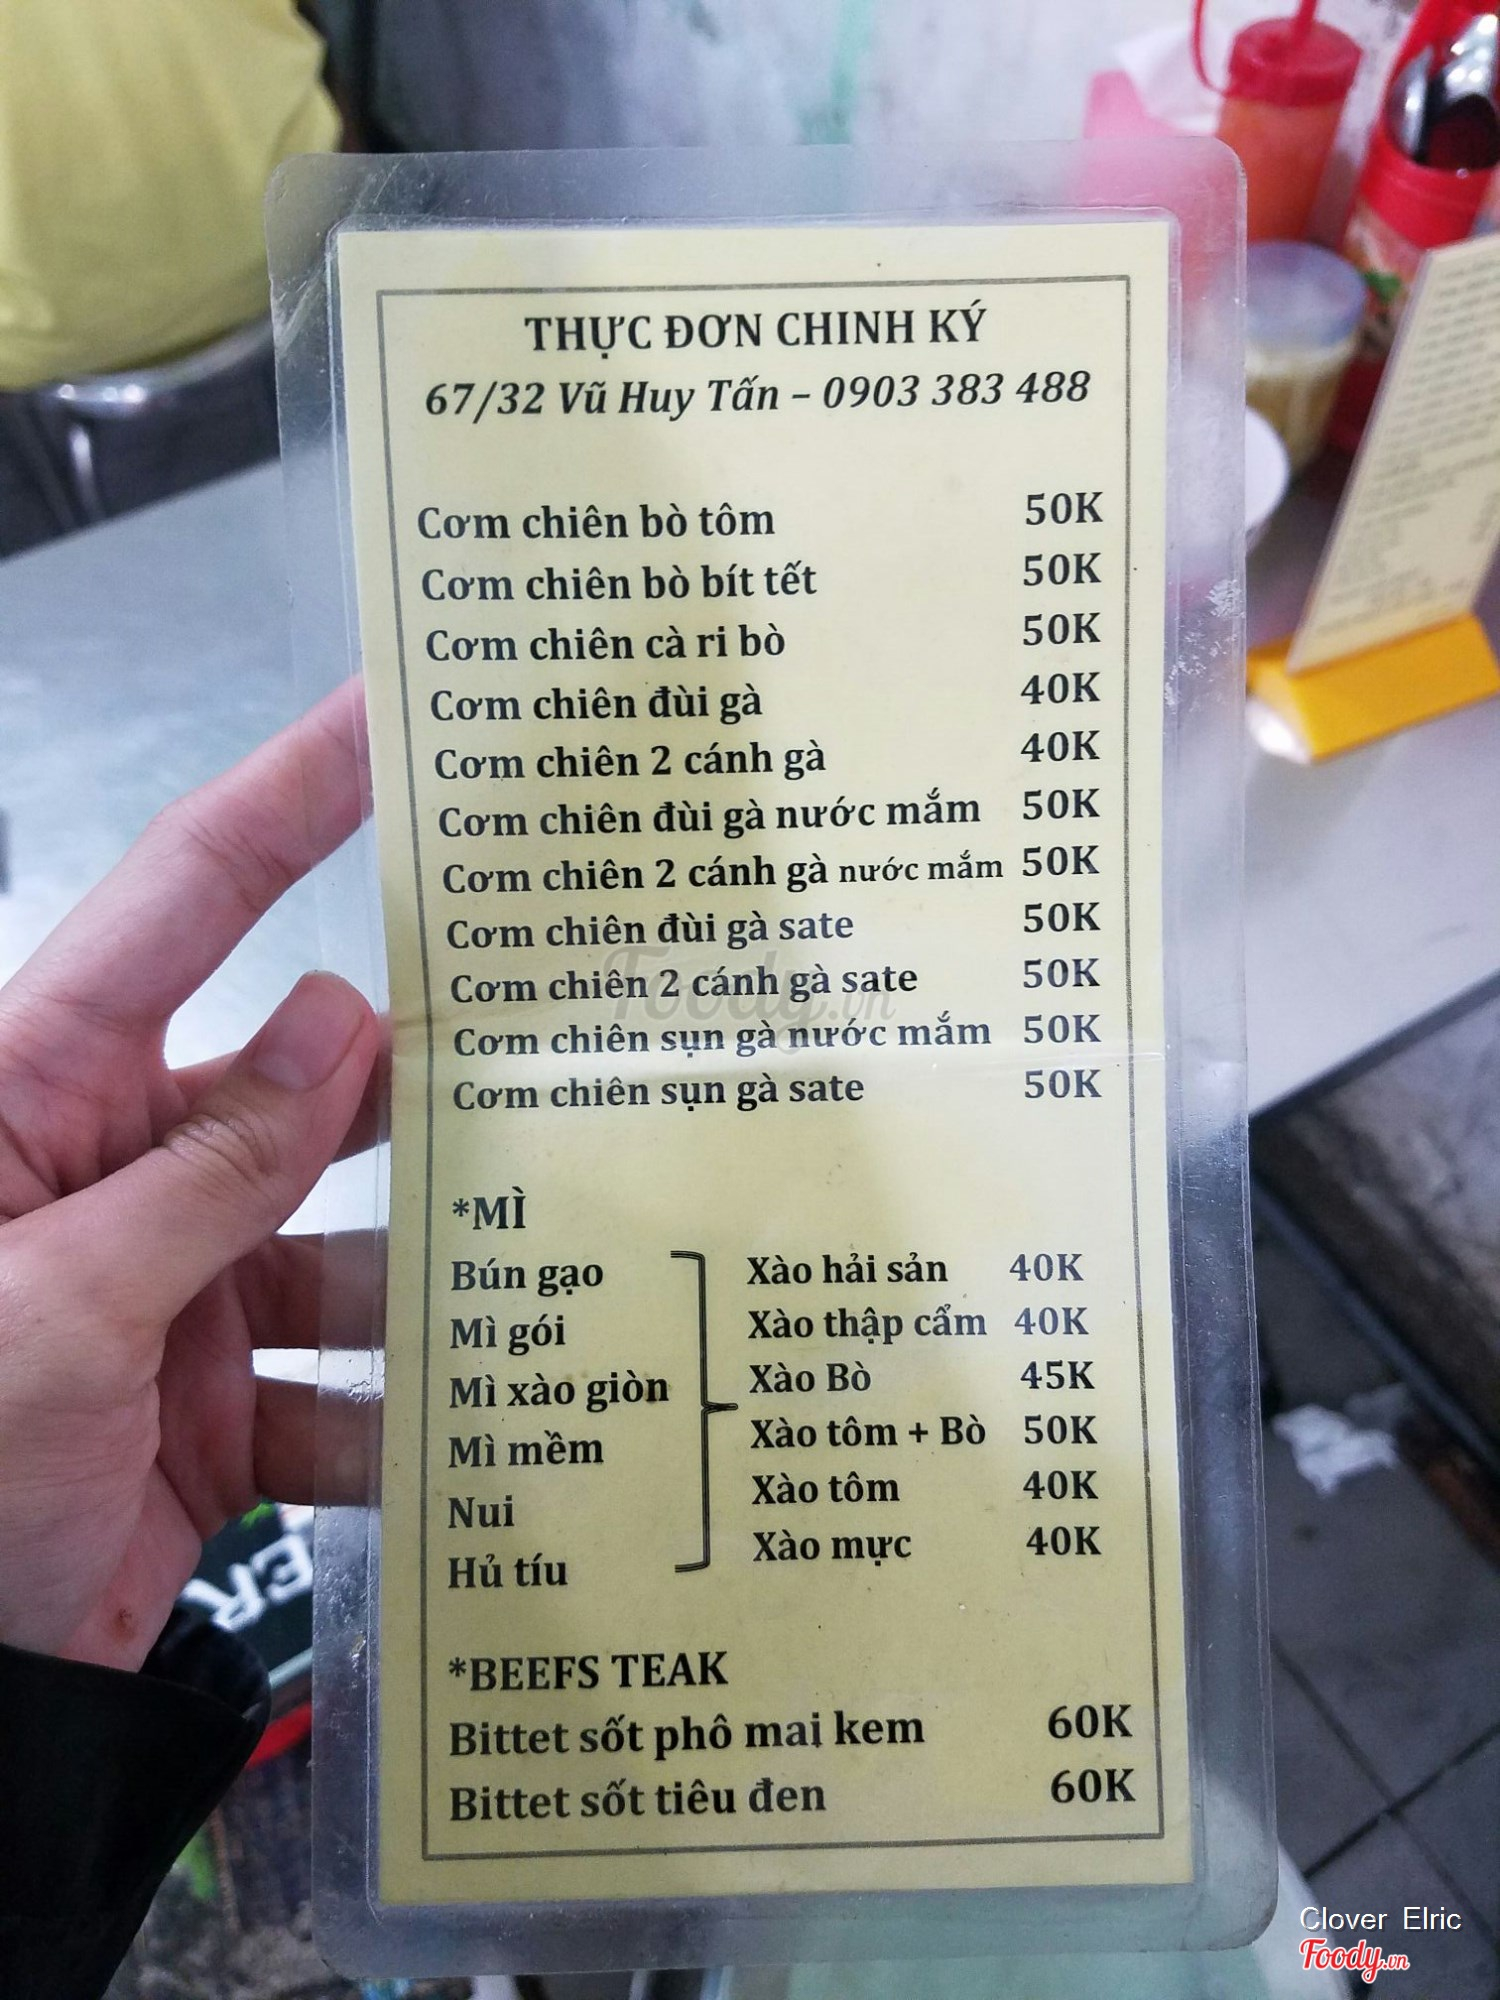 THỰC ĐƠN CHINH KÝ
67/32 Vũ Huy Tấn – 0903 383 488
Cơm chiên bò tôm 50K
Cơm chiên bò bít tết 50K
Cơm chiên cà ri bò 50K
Cơm chiên đùi gà 40K
Cơm chiên 2 cánh gà 40K
Cơm chiên đùi gà nước mắm 50K
Cơm chiên 2 cánh gà nước mắm 50K
Cơm chiên đùi gà sate 50K
Cơm chiên 2 cánh gà sate 50K
Foody.vn
Cơm chiên sụn gà nước mắm 50K
Cơm chiên sụn gà sate 50K
*MÌ
Bún gạo Xào hải sản 40K
Mì gói Xào thập cẩm 40K
Mì xào giòn Xào Bò 45K
Mì mềm Xào tôm + Bò 50K
Nui Xào tôm 40K
Hủ tíu Xào mực 40K
*BEEFS TEAK
Bittet sốt phô mai kem 60K
Bittet sốt tiêu đen 60K
Clover Elric
Foody.vn